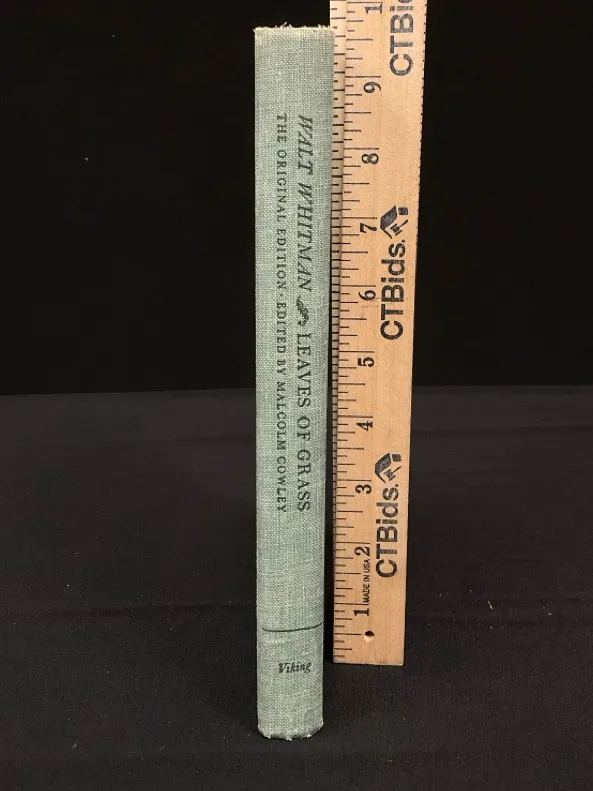 WALT WHITMAN LEAVES OF GRASS
THE ORIGINAL EDITION · EDITED BY MALCOLM COWLEY
Viking
CTBids
1
9
8
7
CTBids.
6
5
4
3
CTBids.
2
MADE IN USA
1